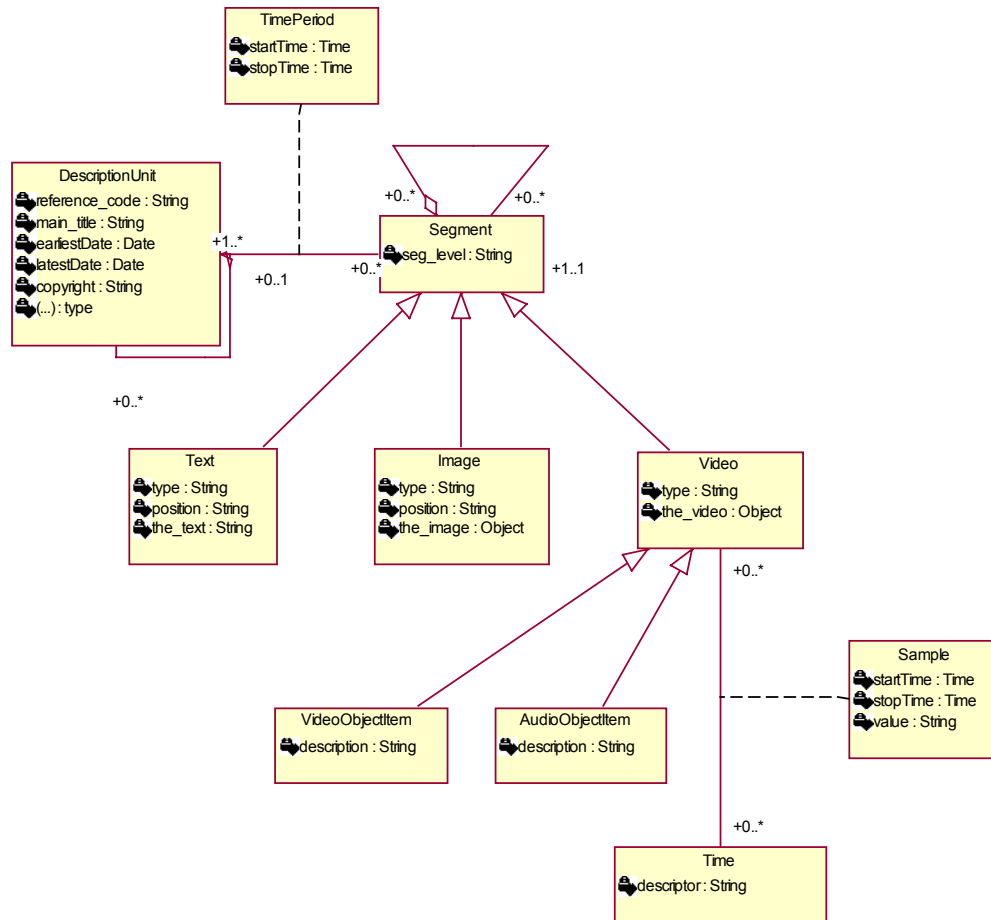 TimePeriod
startTime : Time
stopTime : Time
DescriptionUnit
reference_code : String
main_title : String
earliestDate : Date
latestDate : Date
copyright : String
(...) : type
+0..*
+0..*
Segment
seg_level : String
+1..*
+0..1
+0..*
+1..1
+0..*
Text
type : String
position : String
the_text : String
Image
type : String
position : String
the_image : Object
Video
type : String
the_video : Object
+0..*
Sample
startTime : Time
stopTime : Time
value : String
VideoObjectItem
description : String
AudioObjectItem
description : String
+0..*
Time
descriptor : String